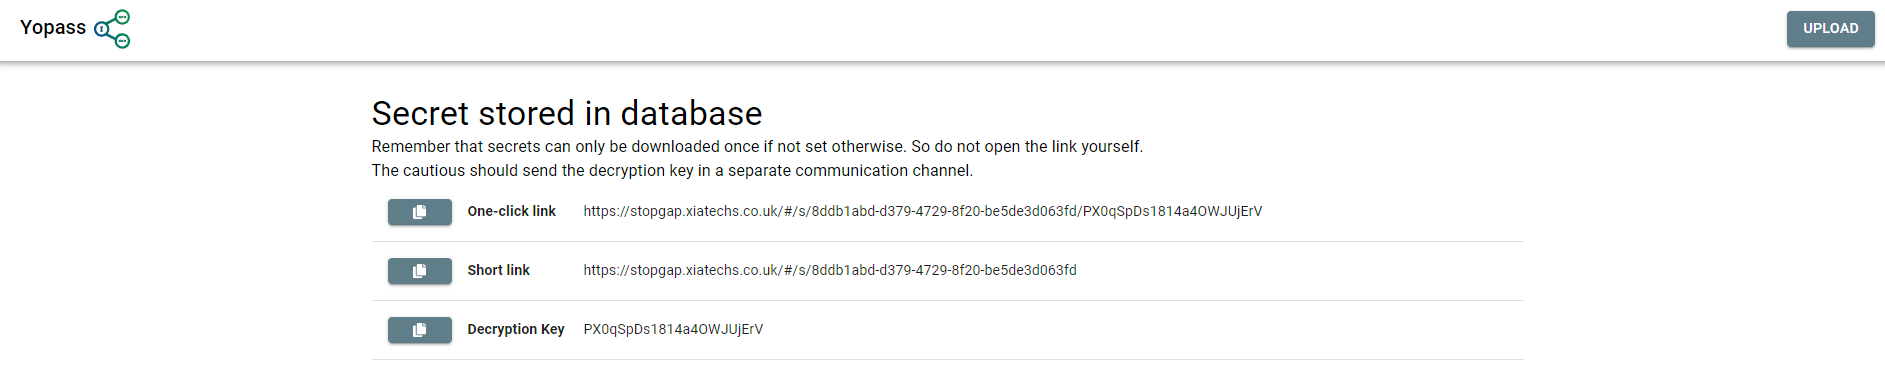 Yopass
UPLOAD
Secret stored in database
Remember that secrets can only be downloaded once if not set otherwise. So do not open the link yourself.
The cautious should send the decryption key in a separate communication channel.
One-click link https://stopgap.xiatechs.co.uk/#/s/8ddb1abd-d379-4729-8f20-be5de3d063fd/PX0qSpDs1814a4OWJUjErV
Short link https://stopgap.xiatechs.co.uk/#/s/8ddb1abd-d379-4729-8f20-be5de3d063fd
Decryption Key PX0qSpDs1814a4OWJUjErV